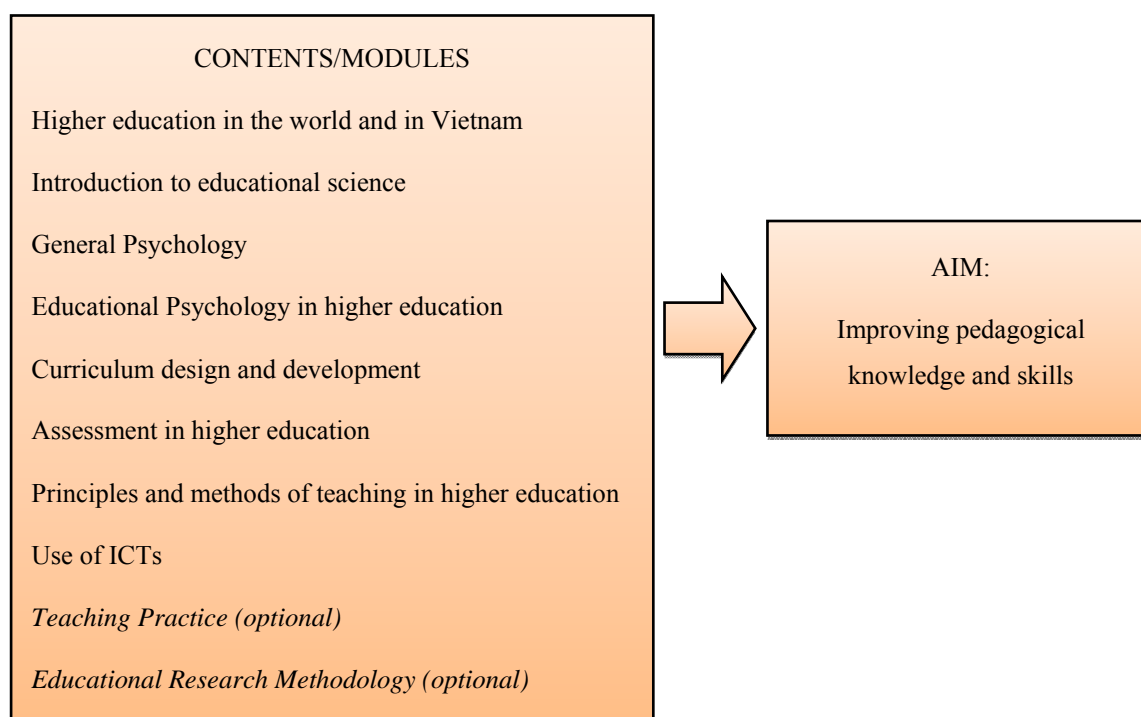 CONTENTS/MODULES
Higher education in the world and in Vietnam
Introduction to educational science
General Psychology
Educational Psychology in higher education
Curriculum design and development
Assessment in higher education
Principles and methods of teaching in higher education
Use of ICTs
Teaching Practice (optional)
Educational Research Methodology (optional)
AIM:
Improving pedagogical
knowledge and skills